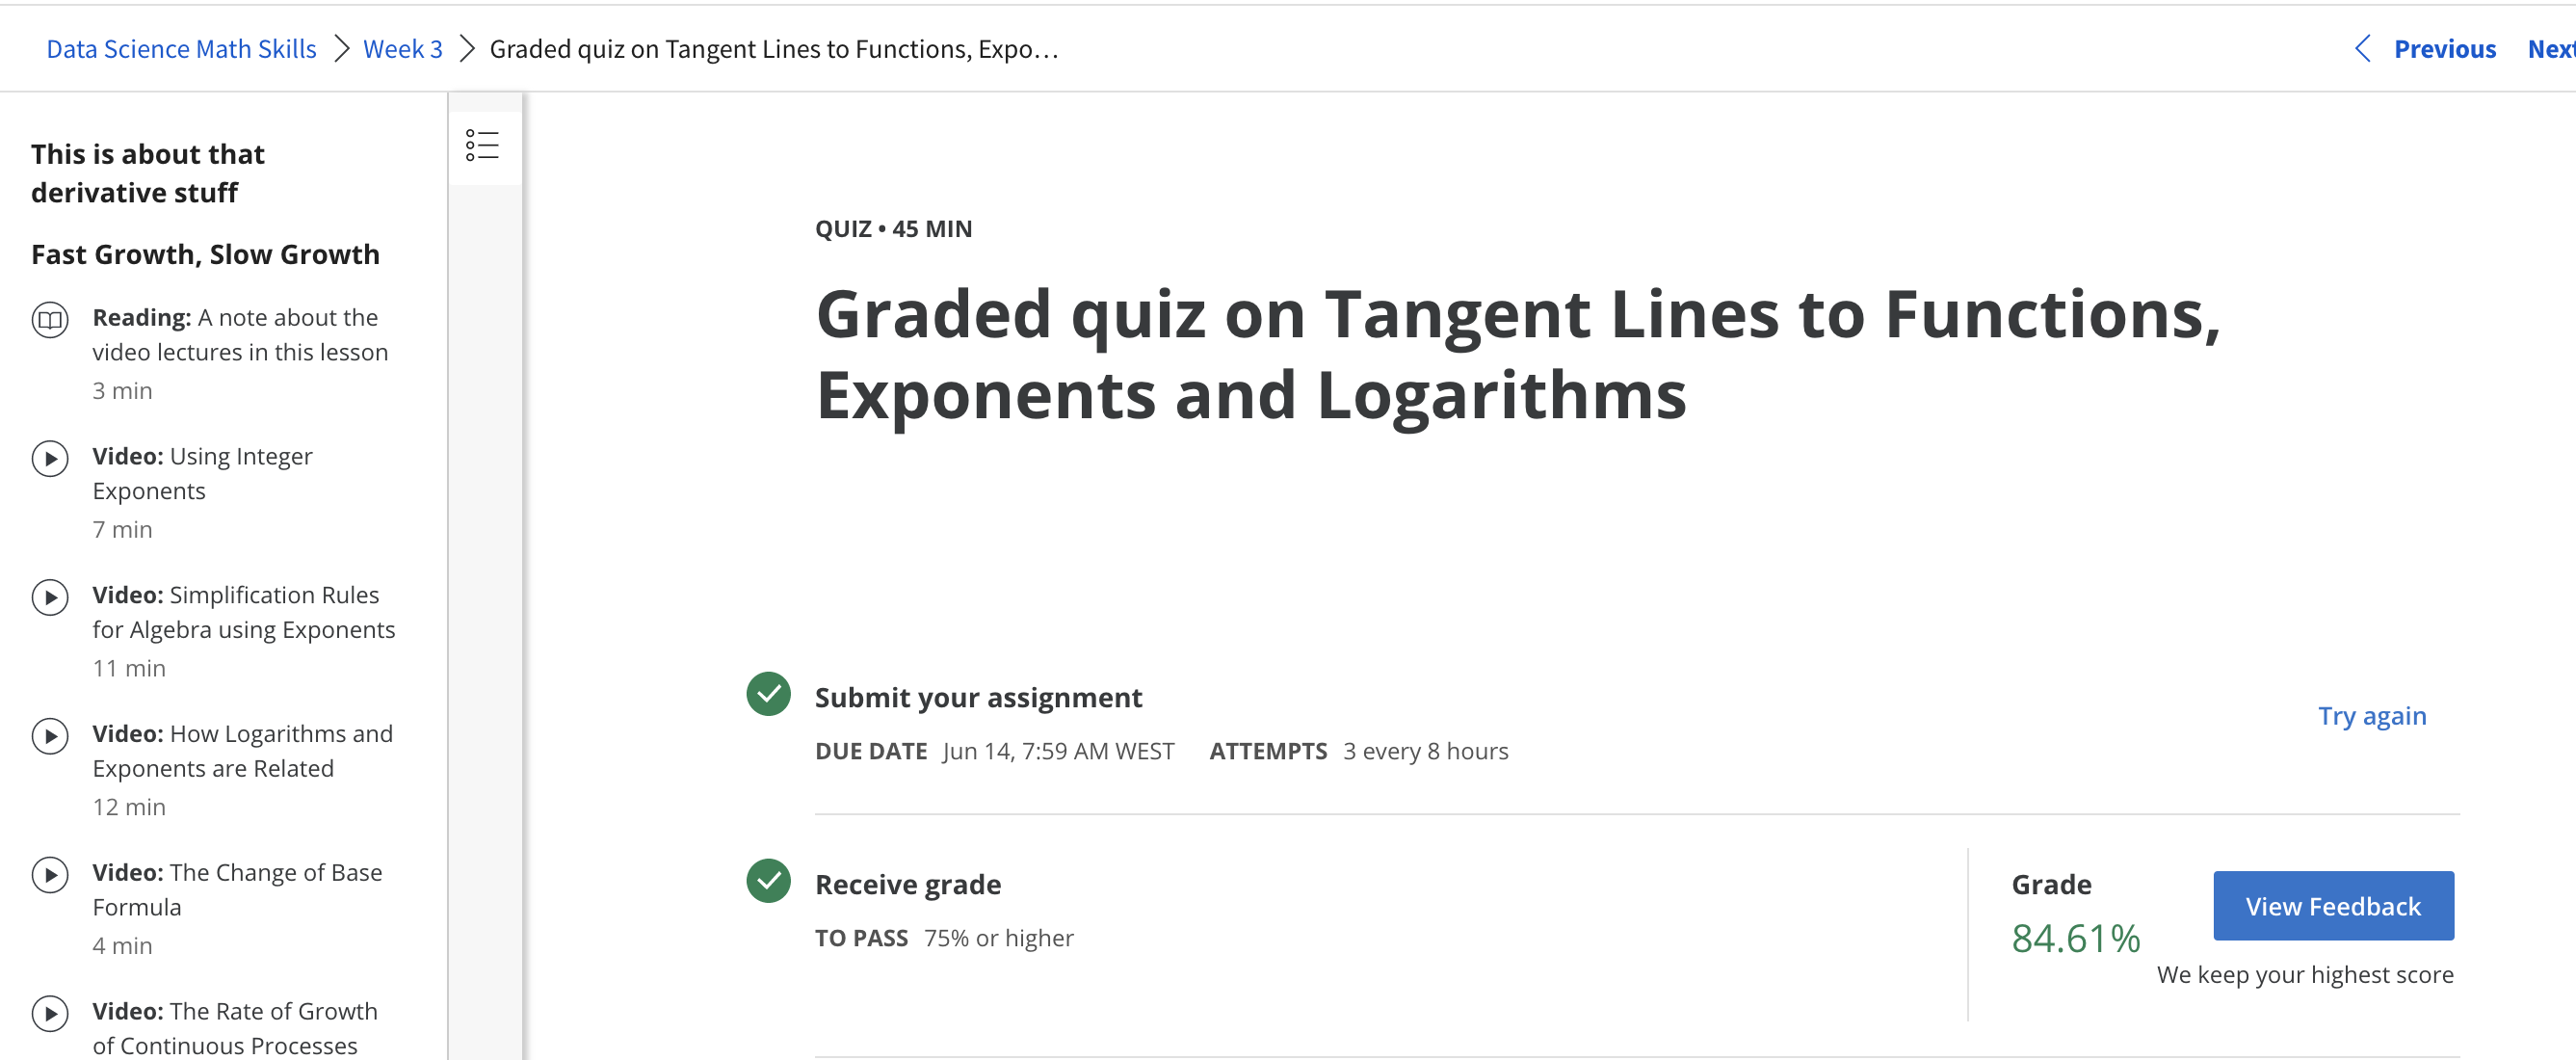 Data Science Math Skills > Week 3 > Graded quiz on Tangent Lines to Functions, Expo…
Previous
This is about that
derivative stuff
Fast Growth, Slow Growth
Reading: A note about the
video lectures in this lesson
3 min
Video: Using Integer
Exponents
7 min
Video: Simplification Rules
for Algebra using Exponents
11 min
Video: How Logarithms and
Exponents are Related
12 min
Video: The Change of Base
Formula
4 min
Video: The Rate of Growth
of Continuous Processes
QUIZ • 45 MIN
Graded quiz on Tangent Lines to Functions,
Exponents and Logarithms
Submit your assignment
DUE DATE Jun 14, 7:59 AM WEST ATTEMPTS 3 every 8 hours
Try again
Receive grade
TO PASS 75% or higher
Grade
84.61%
View Feedback
We keep your highest score